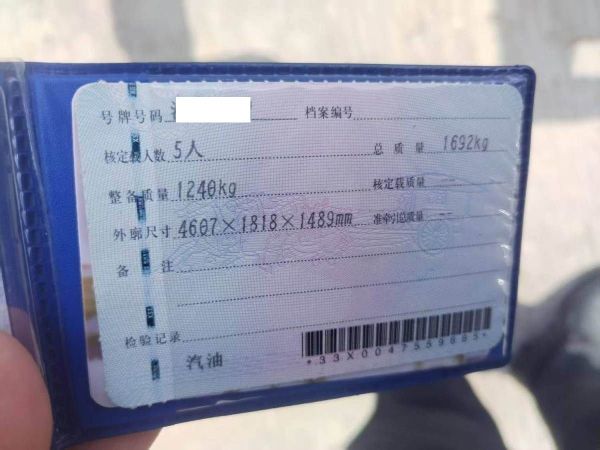 号牌号码 档案编号
核定载人数 5人 总质量 1692kg
整备质量 1240kg 核定载质量 --
外廓尺寸 4607×1818×1489mm 准牵引总质量 --
备注
检验记录
汽油
*33X0047559885*